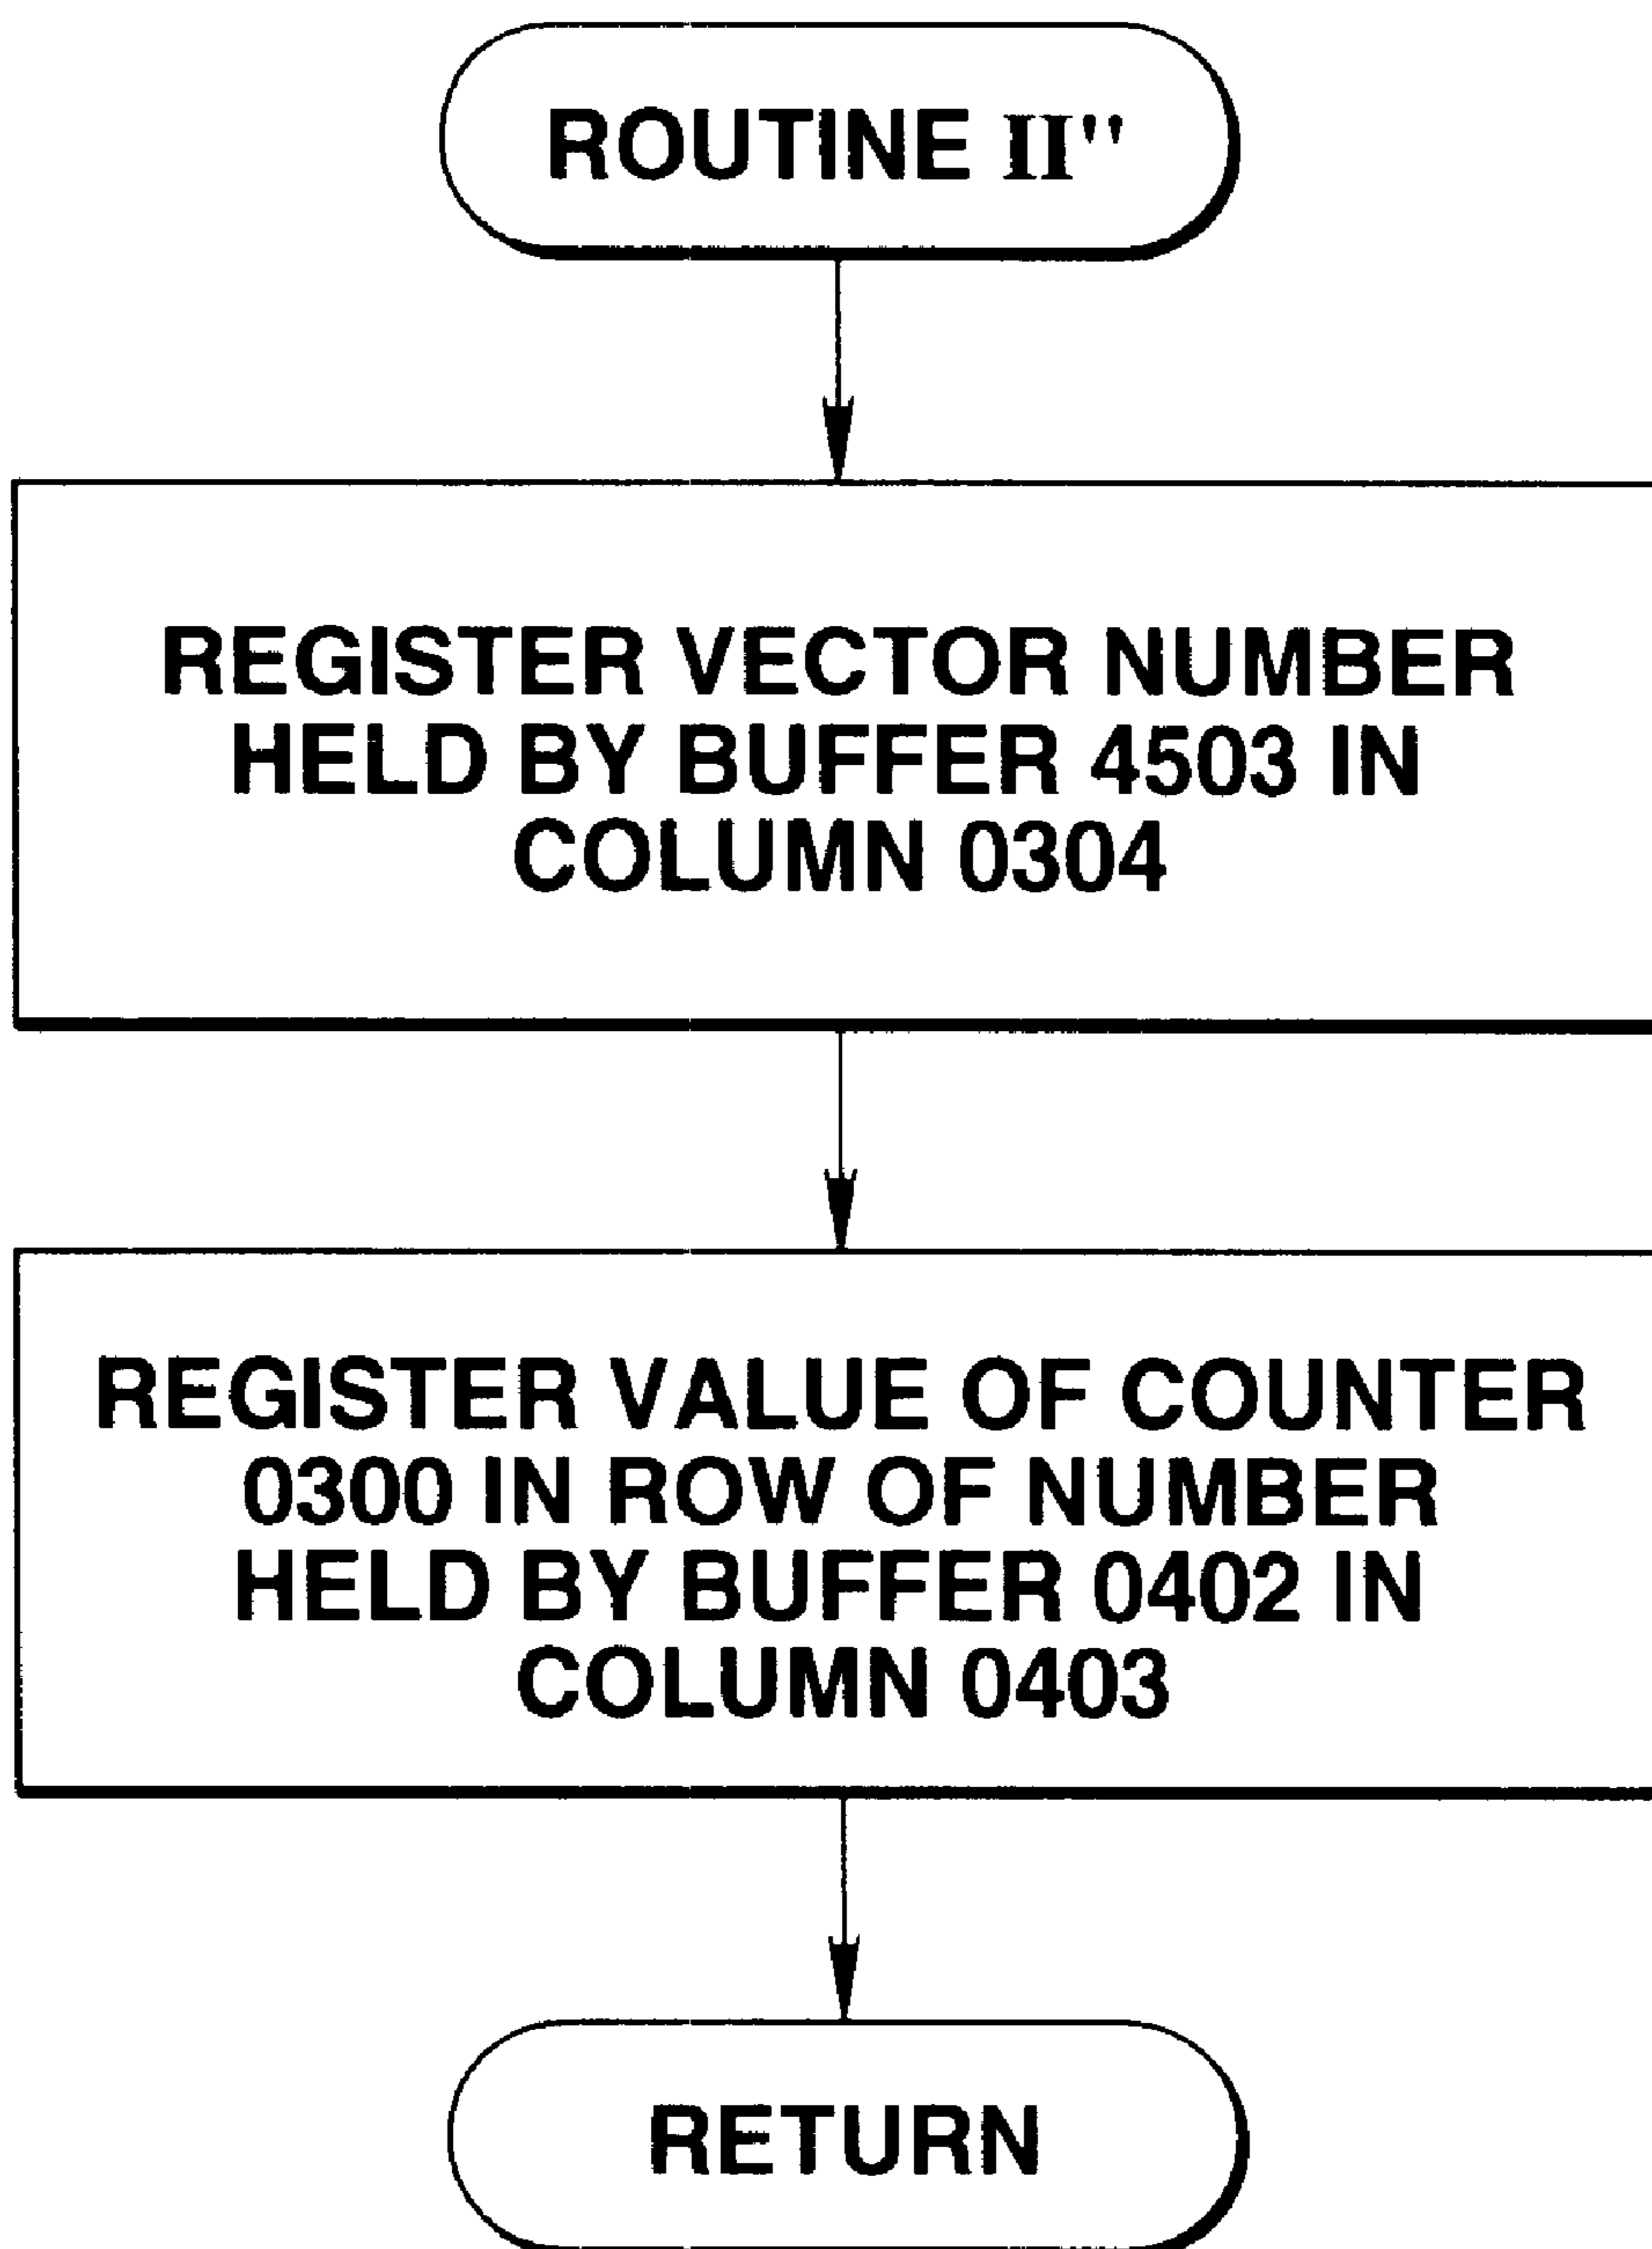 ROUTINE II"
REGISTER VECTOR NUMBER
HELD BY BUFFER 4503 IN
COLUMN 0304
REGISTER VALUE OF COUNTER
0300 IN ROW OF NUMBER
HELD BY BUFFER 0402 IN
COLUMN 0403
RETURN